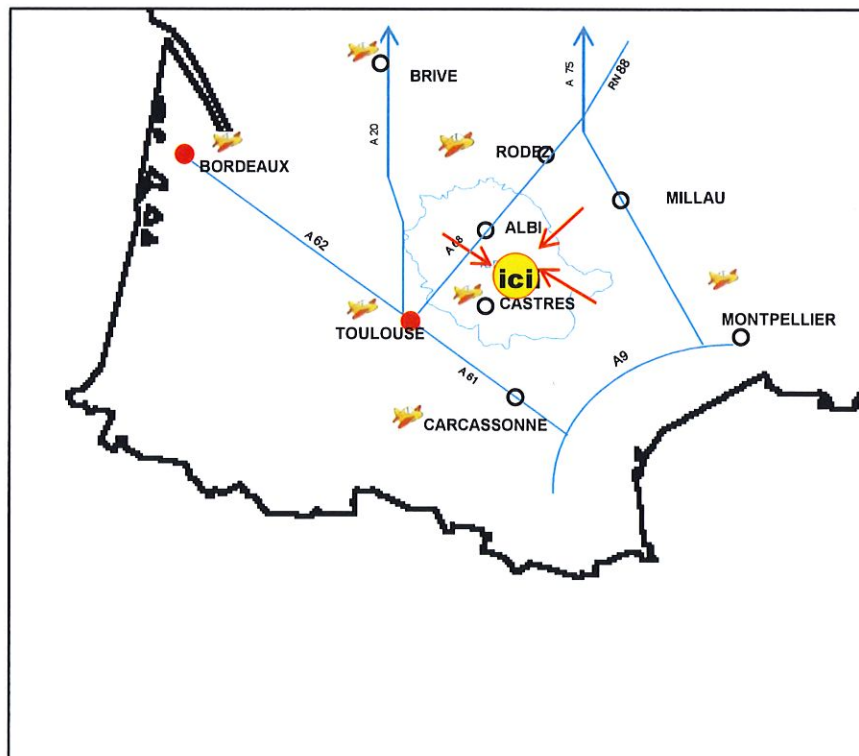 BRIVE
A 20
A 75
RN 88
BORDEAUX
RODEZ
MILLAU
A 62
ALBI
A 68
ici
CASTRES
TOULOUSE
MONTPELLIER
A 61
A9
CARCASSONNE